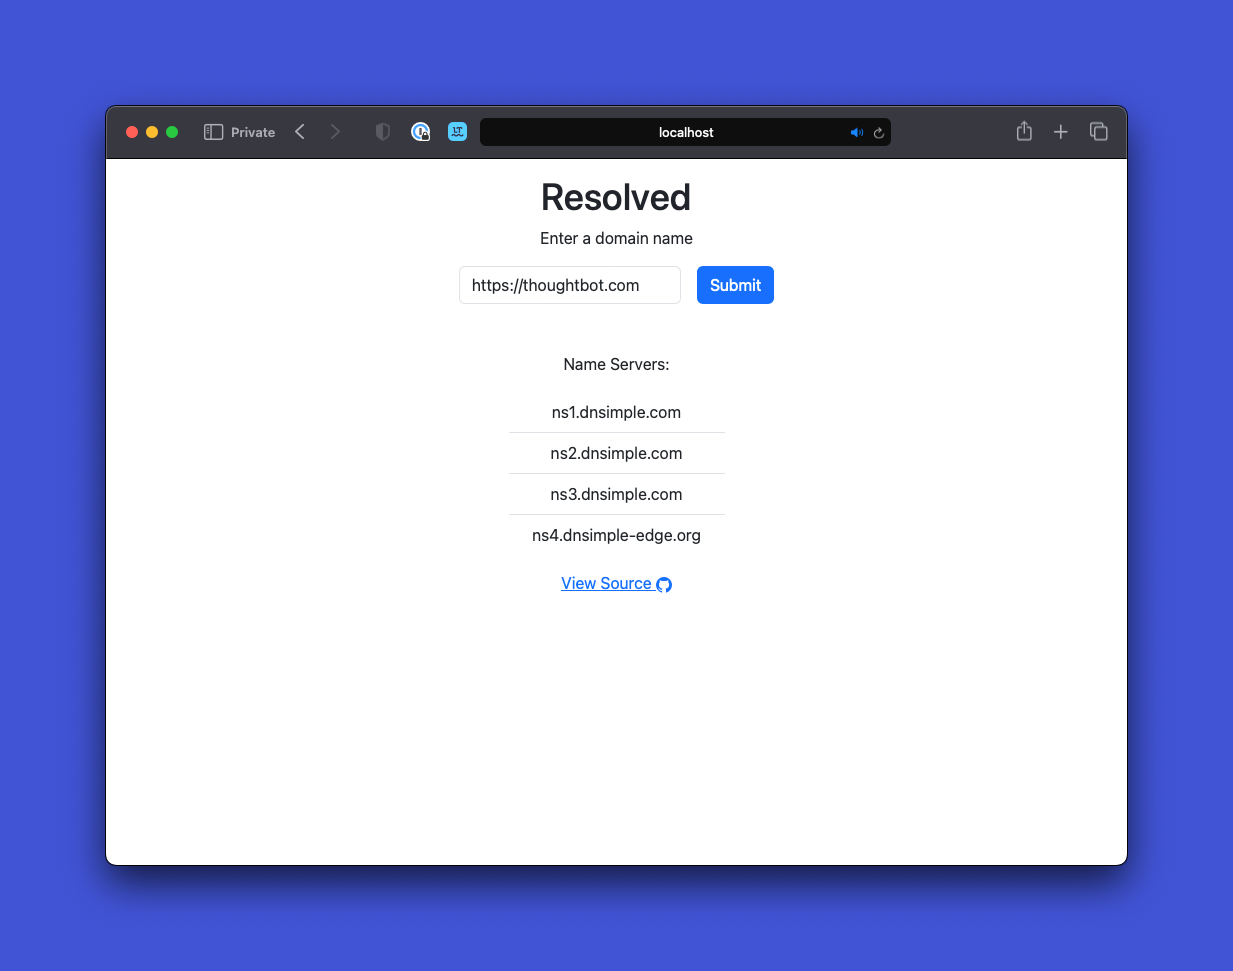 Private
localhost
Resolved
Enter a domain name
https://thoughtbot.com
Submit
Name Servers:
ns1.dnsimple.com
ns2.dnsimple.com
ns3.dnsimple.com
ns4.dnsimple-edge.org
View Source